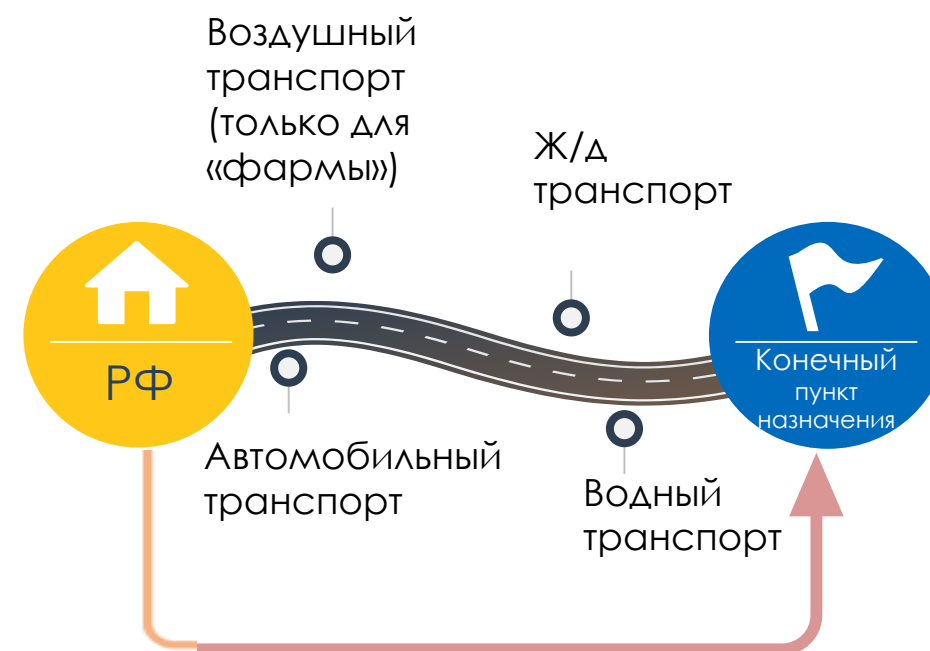 Воздушный
транспорт
(только для
«фармы»)
Ж/д
транспорт
РФ
Конечный
пункт
назначения
Автомобильный
транспорт
Водный
транспорт